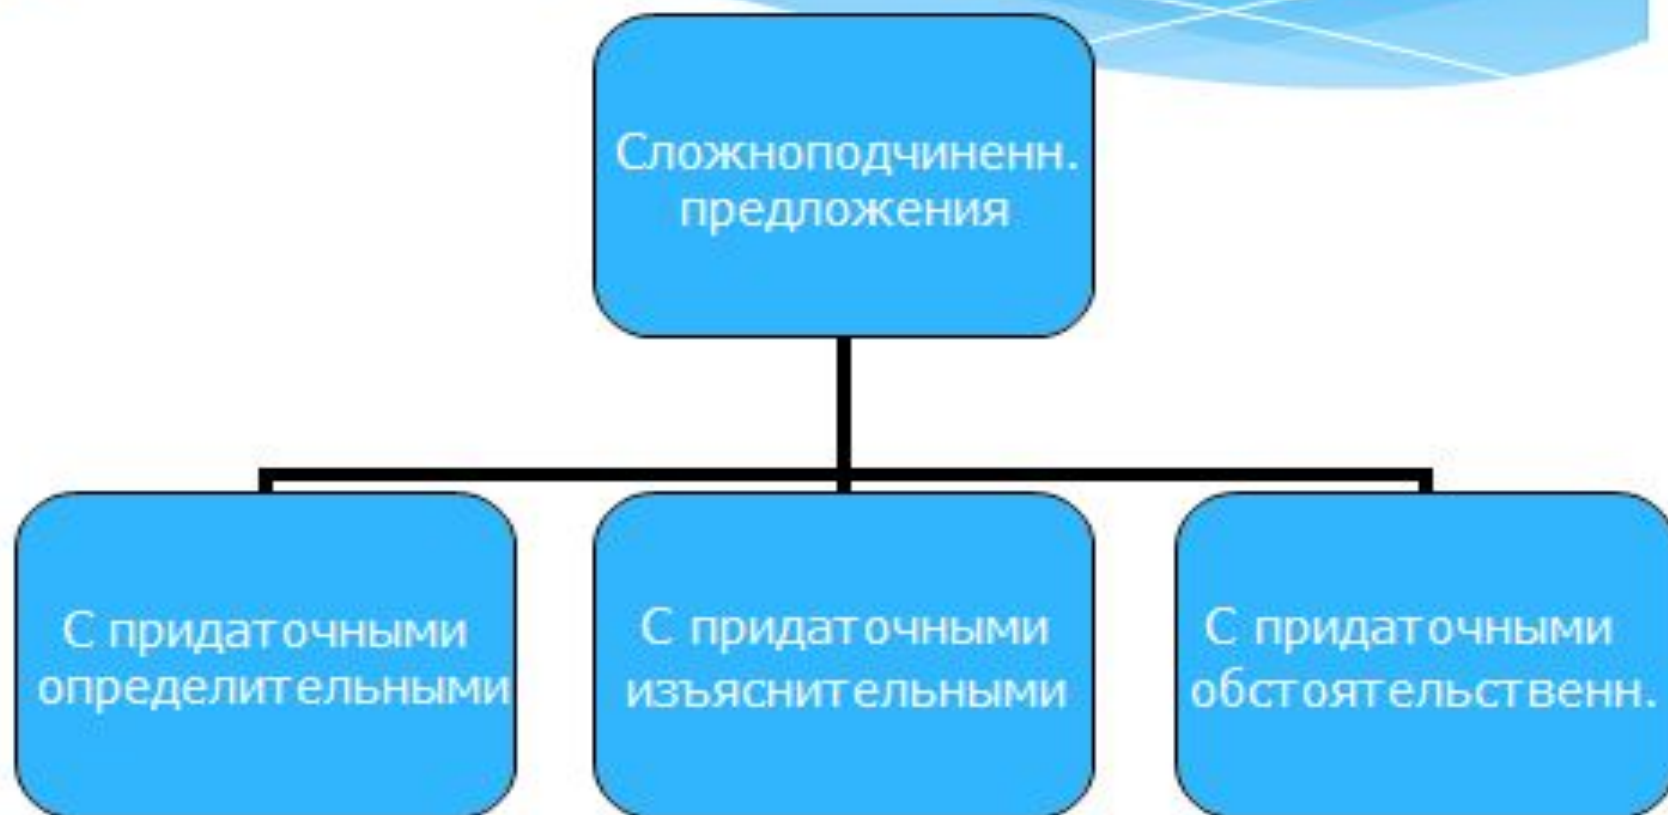 Сложноподчиненн.
предложения
С придаточными
определительными
С придаточными
изъяснительными
С придаточными
обстоятельственн.